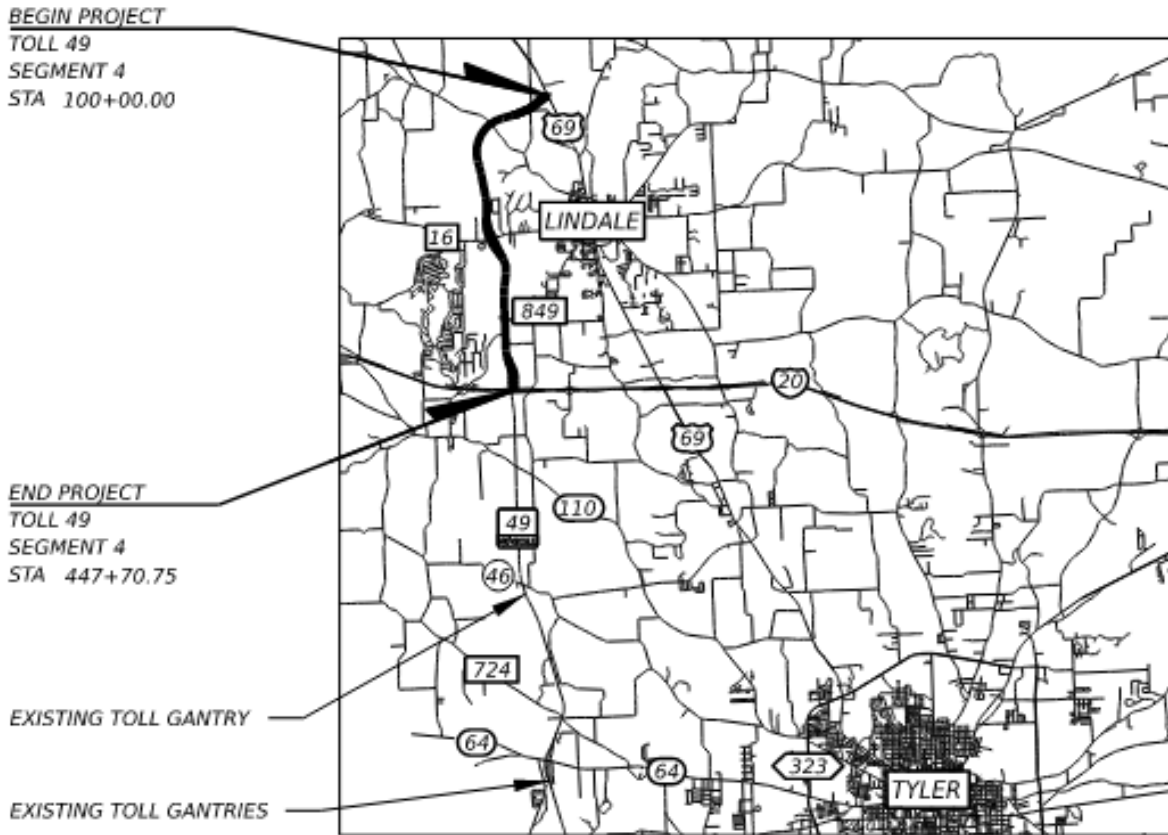 BEGIN PROJECT
TOLL 49
SEGMENT 4
STA 100+00.00
69
LINDALE
16
849
20
69
END PROJECT
TOLL 49
SEGMENT 4
STA 447+70.75
110
49
46
724
EXISTING TOLL GANTRY
64
64
323
TYLER
EXISTING TOLL GANTRIES